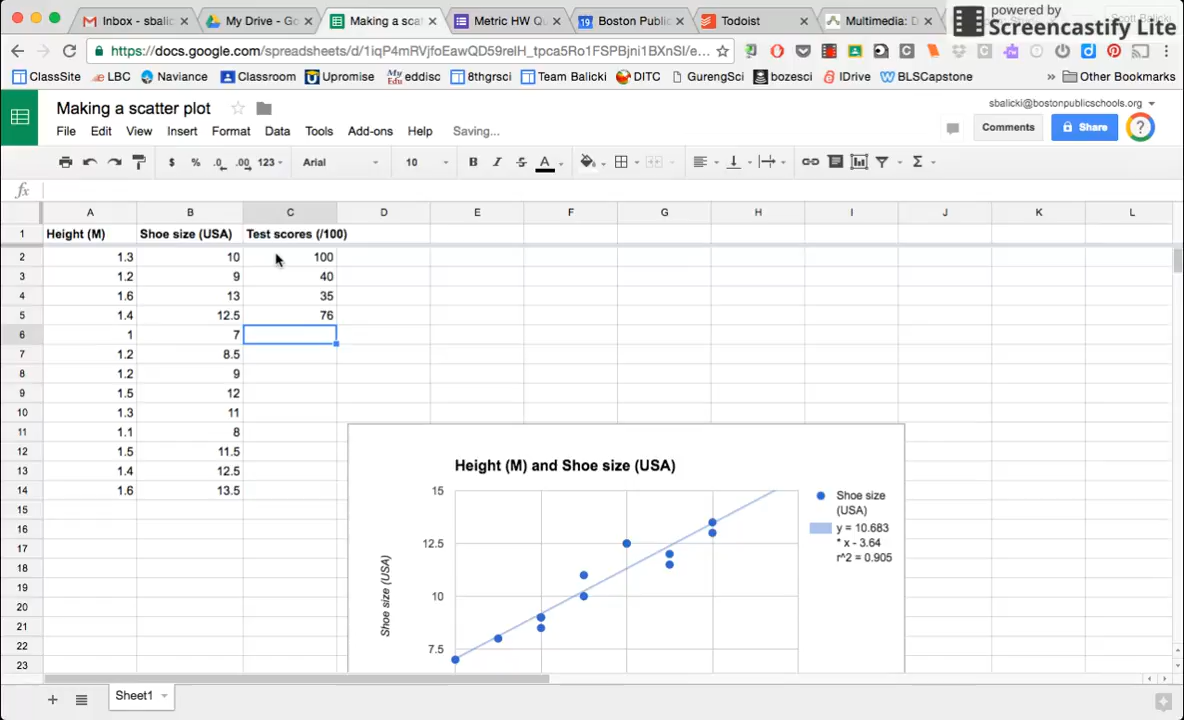 powered by
Screencastify Lite
Inbox - sbalic
My Drive - Go
Making a sca
Metric HW Q
Boston Public
Todoist
Multimedia: D
https://docs.google.com/spreadsheets/d/1iqP4mRVjfoEawQD59relH_tpca5Ro1FSPBjni1BXnSI/e...
ClassSite
LBC
Naviance
Classroom
Upromise
My Edu
eddisc
8thgrsci
Team Balicki
DITC
GurengSci
bozesci
IDrive
BLSCapstone
»
Other Bookmarks
Making a scatter plot
sbalicki@bostonpublicschools.org
File Edit View Insert Format Data Tools Add-ons Help Saving...
Comments
Share
?
$ % .0 .00 123 Arial 10 B I S A Σ
fx
A B C D E F G H I J K L
1 Height (M) Shoe size (USA) Test scores (/100)
2 1.3 10 100
3 1.2 9 40
4 1.6 13 35
5 1.4 12.5 76
6 1 7
7 1.2 8.5
8 1.2 9
9 1.5 12
10 1.3 11
11 1.1 8
12 1.5 11.5
13 1.4 12.5
14 1.6 13.5
15
16
17
18
19
20
21
22
23
Height (M) and Shoe size (USA)
15
12.5
10
7.5
Shoe size (USA)
Shoe size
(USA)
y = 10.683
* x - 3.64
r^2 = 0.905
Sheet1